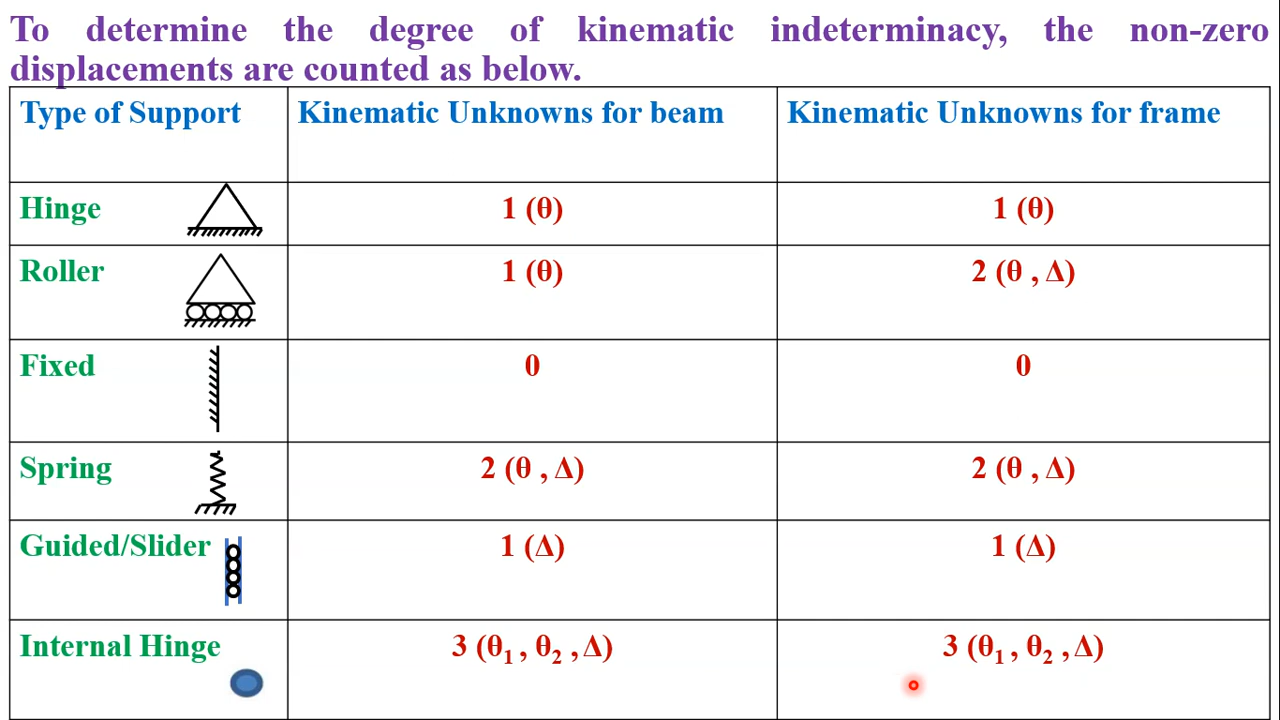 To determine the degree of kinematic indeterminacy, the non-zero
displacements are counted as below.
Type of Support Kinematic Unknowns for beam Kinematic Unknowns for frame
Hinge 1 (θ) 1 (θ)
Roller 1 (θ) 2 (θ , Δ)
Fixed 0 0
Spring 2 (θ , Δ) 2 (θ , Δ)
Guided/Slider 1 (Δ) 1 (Δ)
Internal Hinge 3 (θ₁ , θ₂ , Δ) 3 (θ₁ , θ₂ , Δ)